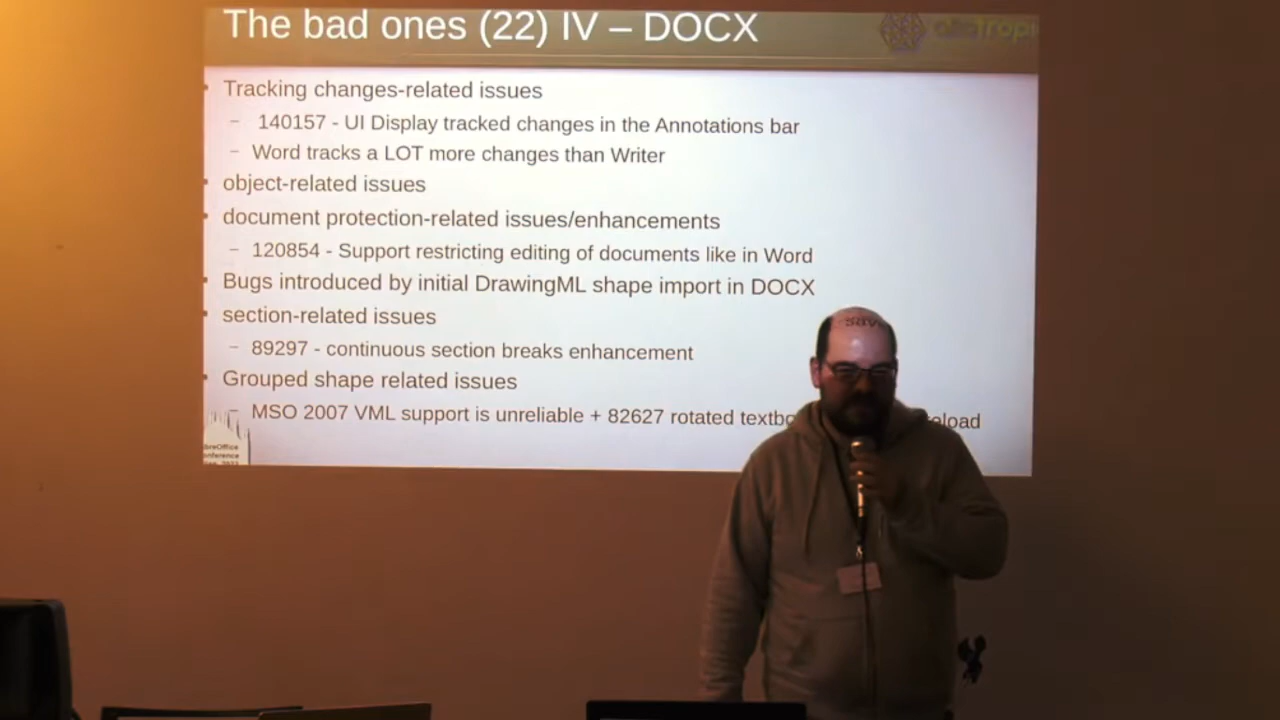 The bad ones (22) IV – DOCX
Tracking changes-related issues
140157 - UI Display tracked changes in the Annotations bar
Word tracks a LOT more changes than Writer
object-related issues
document protection-related issues/enhancements
120854 - Support restricting editing of documents like in Word
Bugs introduced by initial DrawingML shape import in DOCX
section-related issues
89297 - continuous section breaks enhancement
Grouped shape related issues
MSO 2007 VML support is unreliable + 82627 rotated